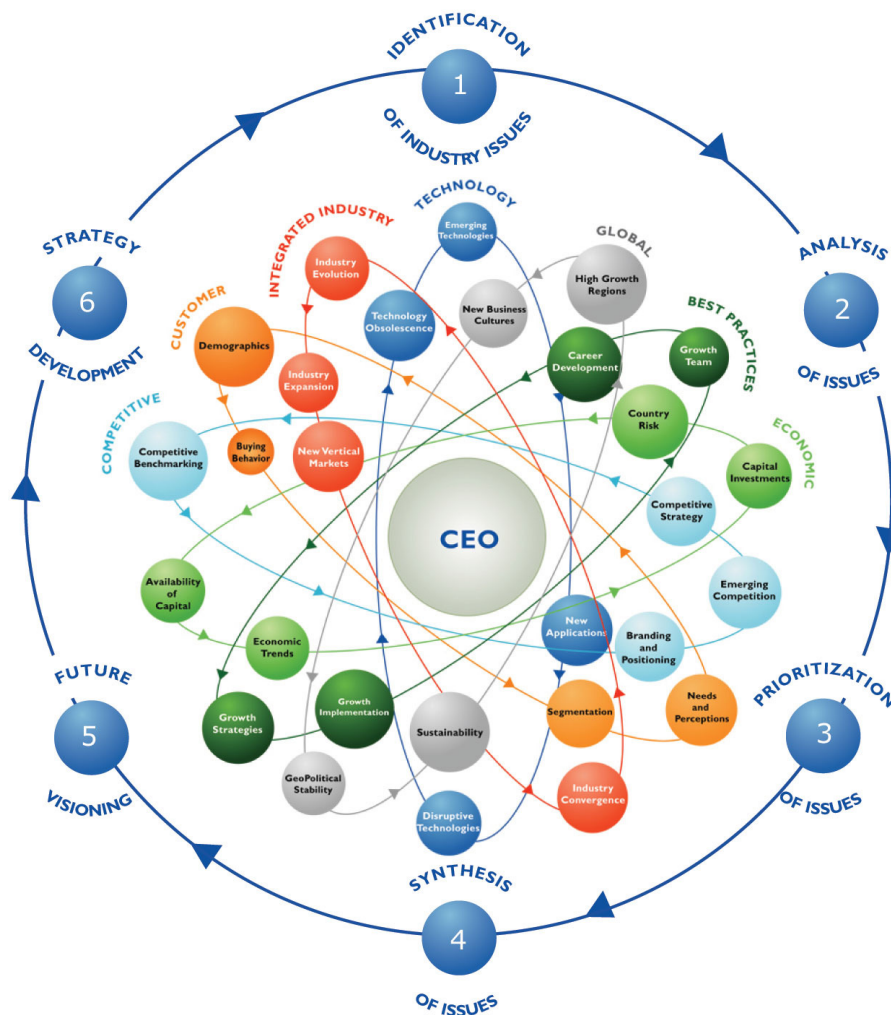 IDENTIFICATION
1
OF INDUSTRY ISSUES
ANALYSIS
2
OF ISSUES
PRIORITIZATION
3
OF ISSUES
SYNTHESIS
4
OF ISSUES
FUTURE
5
VISIONING
STRATEGY
6
DEVELOPMENT
TECHNOLOGY
Emerging
Technologies
Technology
Obsolescence
New
Applications
Disruptive
Technologies
GLOBAL
High Growth
Regions
New Business
Cultures
Sustainability
GeoPolitical
Stability
BEST PRACTICES
Growth
Team
Career
Development
Growth
Implementation
Growth
Strategies
ECONOMIC
Country
Risk
Capital
Investments
Availability
of
Capital
Economic
Trends
COMPETITIVE
Competitive
Benchmarking
Competitive
Strategy
Emerging
Competition
Branding
and
Positioning
CUSTOMER
Demographics
Buying
Behavior
Segmentation
Needs
and
Perceptions
INTEGRATED INDUSTRY
Industry
Evolution
Industry
Expansion
New Vertical
Markets
Industry
Convergence
CEO